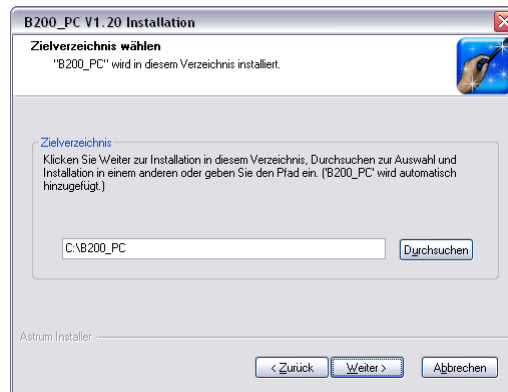 B200_PC V1.20 Installation
Zielverzeichnis wählen
"B200_PC" wird in diesem Verzeichnis installiert.
Zielverzeichnis
Klicken Sie Weiter zur Installation in diesem Verzeichnis, Durchsuchen zur Auswahl und
Installation in einem anderen oder geben Sie den Pfad ein. ('B200_PC' wird automatisch
hinzugefügt.)
C:\B200_PC
Durchsuchen
Astrum Installer
< Zurück Weiter > Abbrechen